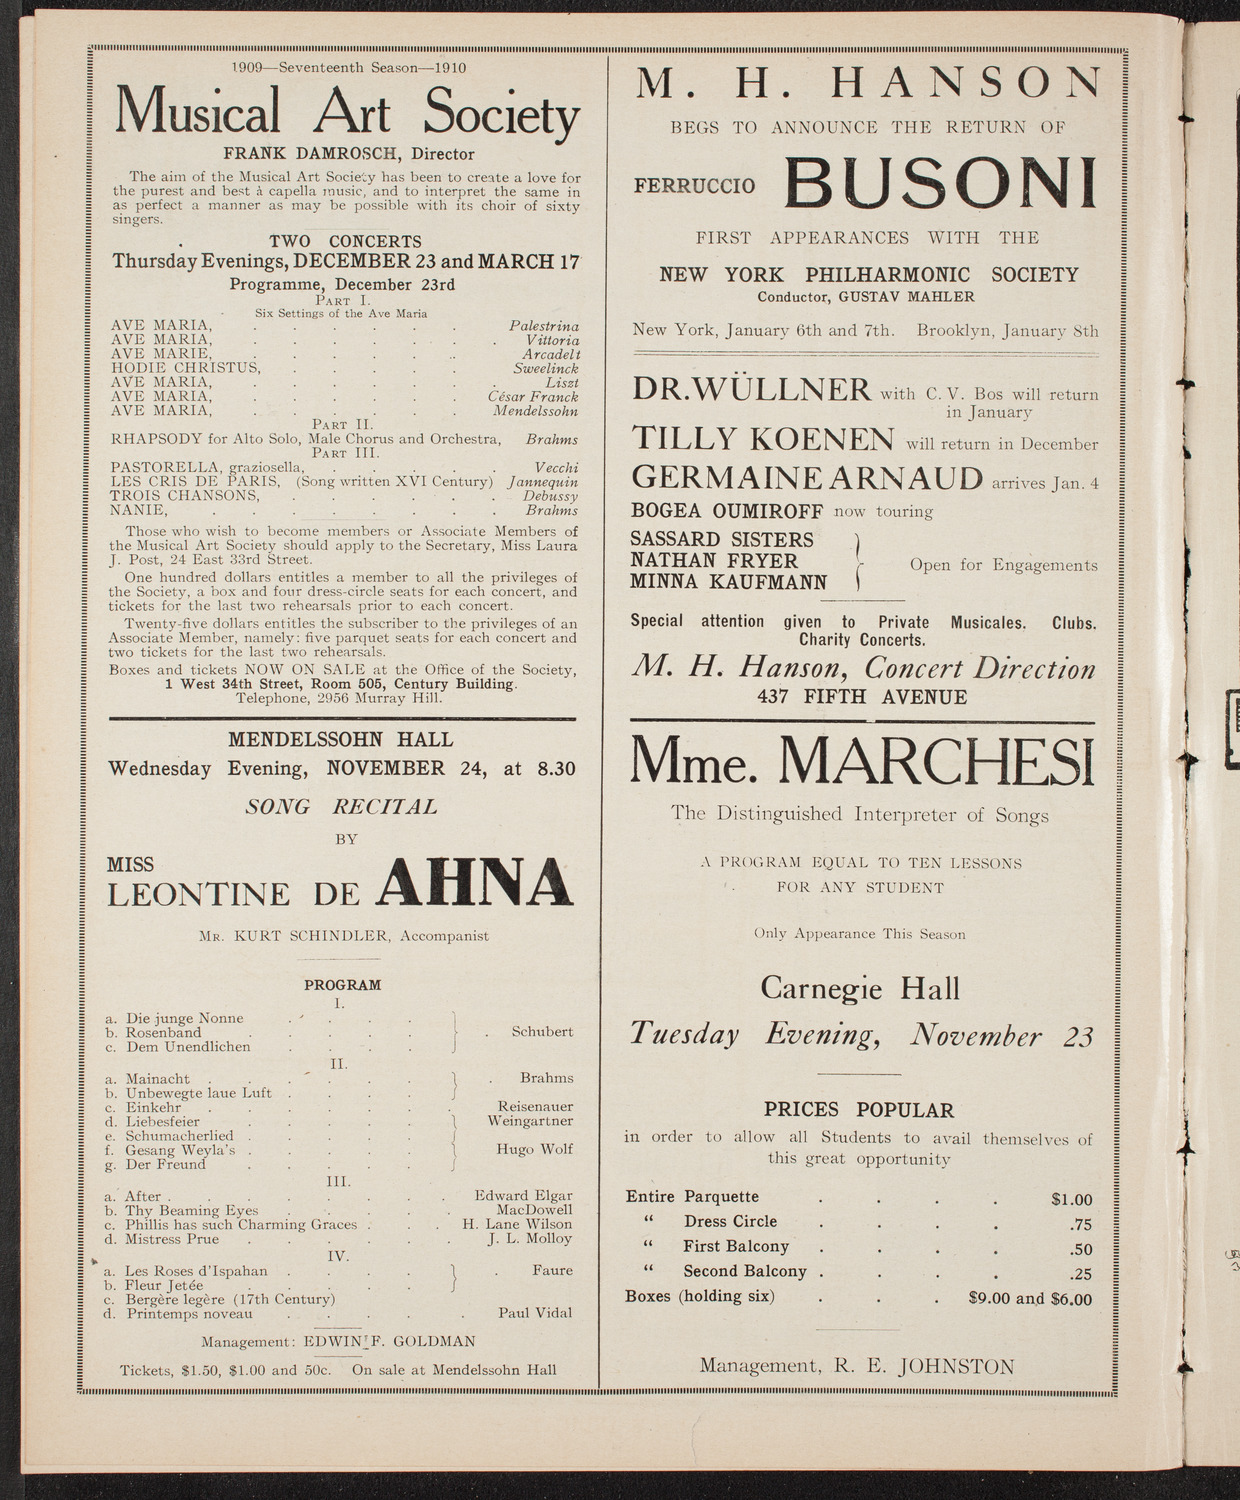 1909—Seventeenth Season—1910
Musical Art Society
FRANK DAMROSCH, Director
The aim of the Musical Art Society has been to create a love for
the purest and best à capella music, and to interpret the same in
as perfect a manner as may be possible with its choir of sixty
singers.
TWO CONCERTS
Thursday Evenings, DECEMBER 23 and MARCH 17
Programme, December 23rd
PART I.
Six Settings of the Ave Maria
AVE MARIA, . . . . . . Palestrina
AVE MARIA, . . . . . . . Vittoria
AVE MARIE, . . . . . . Arcadelt
HODIE CHRISTUS, . . . . . Sweelinck
AVE MARIA, . . . . . . . Liszt
AVE MARIA, . . . . . . César Franck
AVE MARIA, . . . . . . Mendelssohn
PART II.
RHAPSODY for Alto Solo, Male Chorus and Orchestra, Brahms
PART III.
PASTORELLA, graziosella, . . . . . Vecchi
LES CRIS DE PARIS, (Song written XVI Century) Jannequin
TROIS CHANSONS, . . . . . . Debussy
NANIE, . . . . . . . . Brahms
Those who wish to become members or Associate Members of
the Musical Art Society should apply to the Secretary, Miss Laura
J. Post, 24 East 33rd Street.
One hundred dollars entitles a member to all the privileges of
the Society, a box and four dress-circle seats for each concert, and
tickets for the last two rehearsals prior to each concert.
Twenty-five dollars entitles the subscriber to the privileges of an
Associate Member, namely: five parquet seats for each concert and
two tickets for the last two rehearsals.
Boxes and tickets NOW ON SALE at the Office of the Society,
1 West 34th Street, Room 505, Century Building.
Telephone, 2956 Murray Hill.
MENDELSSOHN HALL
Wednesday Evening, NOVEMBER 24, at 8.30
SONG RECITAL
BY
MISS
LEONTINE DE AHNA
MR. KURT SCHINDLER, Accompanist
PROGRAM
I.
a. Die junge Nonne . . . .
b. Rosenband . . . . . . Schubert
c. Dem Unendlichen . . . .
II.
a. Mainacht . . . . . . . Brahms
b. Unbewegte laue Luft . . . .
c. Einkehr . . . . . . . Reisenauer
d. Liebesfeier . . . . . Weingartner
e. Schumacherlied . . . . .
f. Gesang Weyla's . . . . . Hugo Wolf
g. Der Freund . . . . .
III.
a. After . . . . . . . . Edward Elgar
b. Thy Beaming Eyes . . . . . MacDowell
c. Phillis has such Charming Graces . . . H. Lane Wilson
d. Mistress Prue . . . . . . J. L. Molloy
IV.
a. Les Roses d'Ispahan . . . . . Faure
b. Fleur Jetée . . . . .
c. Bergère legère (17th Century)
d. Printemps noveau . . . . . Paul Vidal
Management: EDWIN F. GOLDMAN
Tickets, $1.50, $1.00 and 50c. On sale at Mendelssohn Hall
M. H. HANSON
BEGS TO ANNOUNCE THE RETURN OF
FERRUCCIO BUSONI
FIRST APPEARANCES WITH THE
NEW YORK PHILHARMONIC SOCIETY
Conductor, GUSTAV MAHLER
New York, January 6th and 7th. Brooklyn, January 8th
DR. WÜLLNER with C. V. Bos will return
in January
TILLY KOENEN will return in December
GERMAINE ARNAUD arrives Jan. 4
BOGEA OUMIROFF now touring
SASSARD SISTERS
NATHAN FRYER Open for Engagements
MINNA KAUFMANN
Special attention given to Private Musicales. Clubs.
Charity Concerts.
M. H. Hanson, Concert Direction
437 FIFTH AVENUE
Mme. MARCHESI
The Distinguished Interpreter of Songs
A PROGRAM EQUAL TO TEN LESSONS
FOR ANY STUDENT
Only Appearance This Season
Carnegie Hall
Tuesday Evening, November 23
PRICES POPULAR
in order to allow all Students to avail themselves of
this great opportunity
Entire Parquette . . . . $1.00
“ Dress Circle . . . . .75
“ First Balcony . . . . .50
“ Second Balcony . . . . .25
Boxes (holding six) . . . $9.00 and $6.00
Management, R. E. JOHNSTON